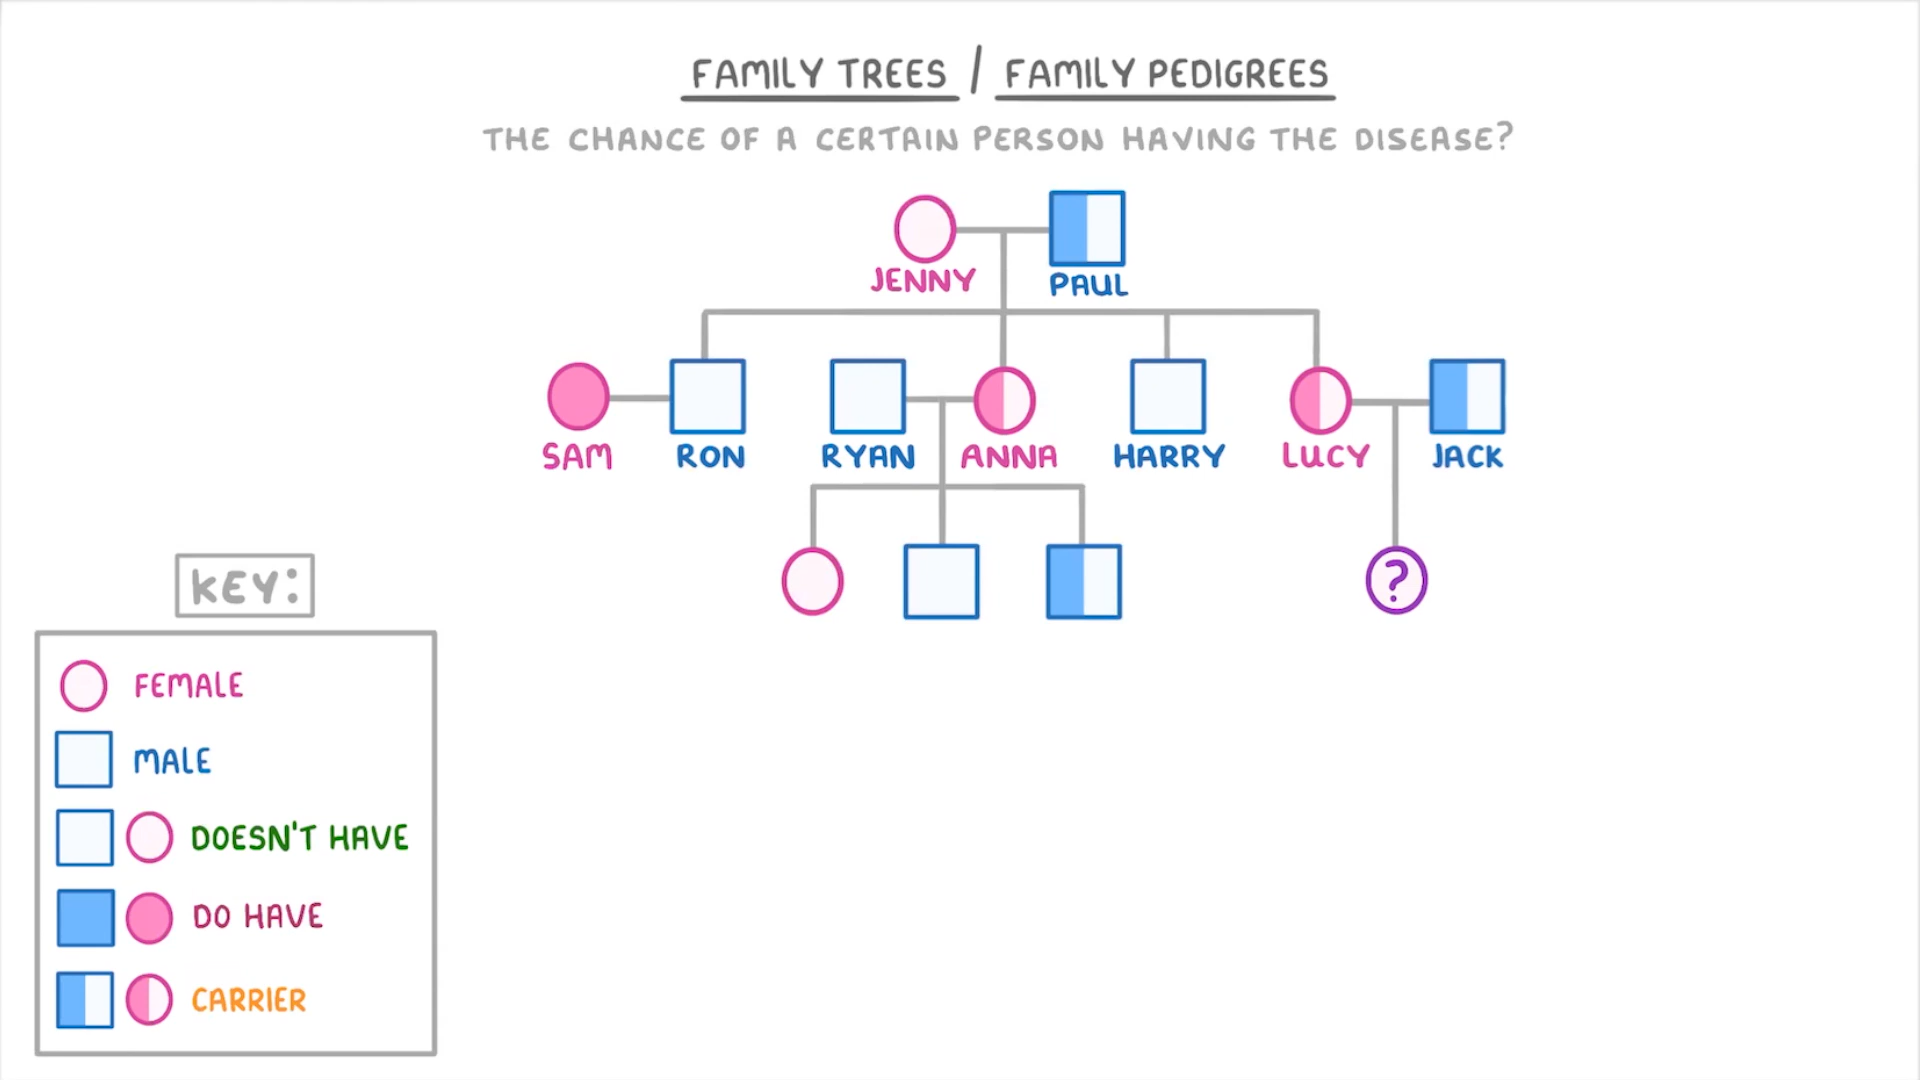 FAMILY TREES / FAMILY PEDIGREES
THE CHANCE OF A CERTAIN PERSON HAVING THE DISEASE?
JENNY PAUL
SAM RON RYAN ANNA HARRY LUCY JACK
?
KEY:
FEMALE
MALE
DOESN'T HAVE
DO HAVE
CARRIER